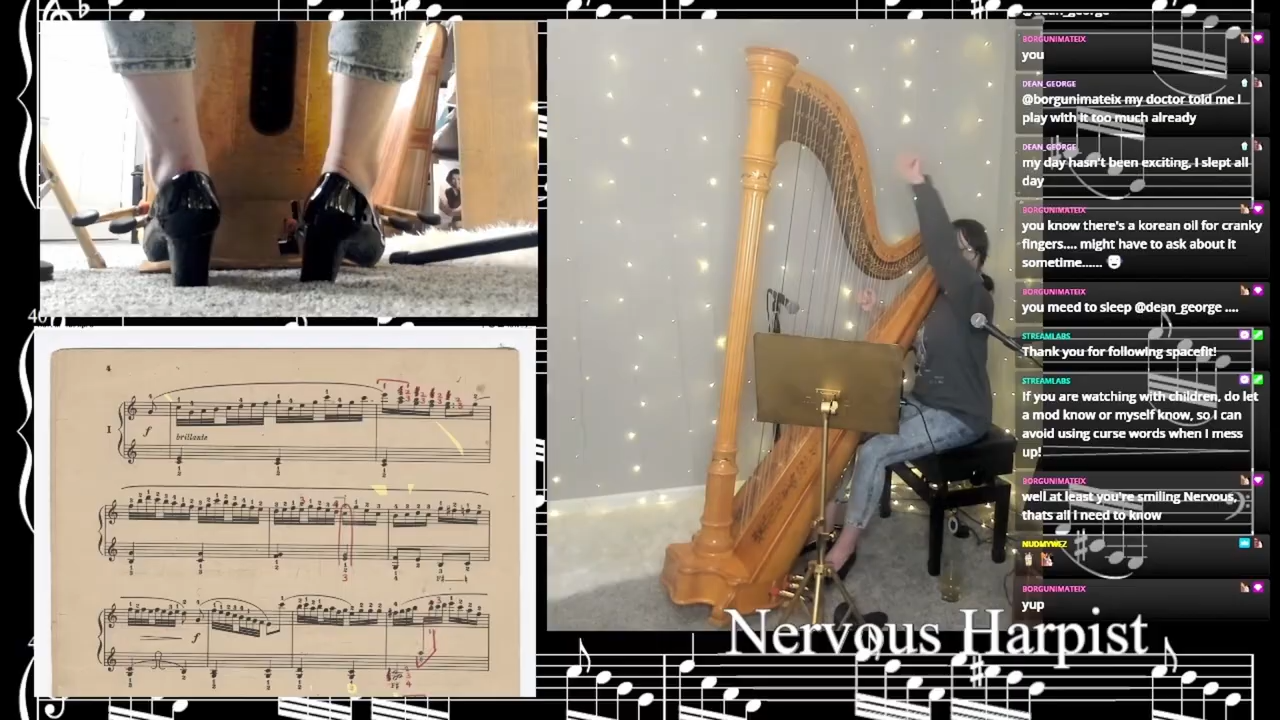 @dean_george
BORGUNIMATEIX
you
DEAN_GEORGE
@borgunimateix my doctor told me I
play with it too much already
DEAN_GEORGE
my day hasn't been exciting, I slept all
day
BORGUNIMATEIX
you know there's a korean oil for cranky
fingers.... might have to ask about it
sometime......
BORGUNIMATEIX
you meed to sleep @dean_george ....
STREAMLABS
Thank you for following spacefit!
STREAMLABS
If you are watching with children, do let
a mod know or myself know, so I can
avoid using curse words when I mess
up!
BORGUNIMATEIX
well at least you're smiling Nervous,
thats all I need to know
NUDMYWFZ
BORGUNIMATEIX
yup
4
I
f
brillante
f
3
Nervous Harpist